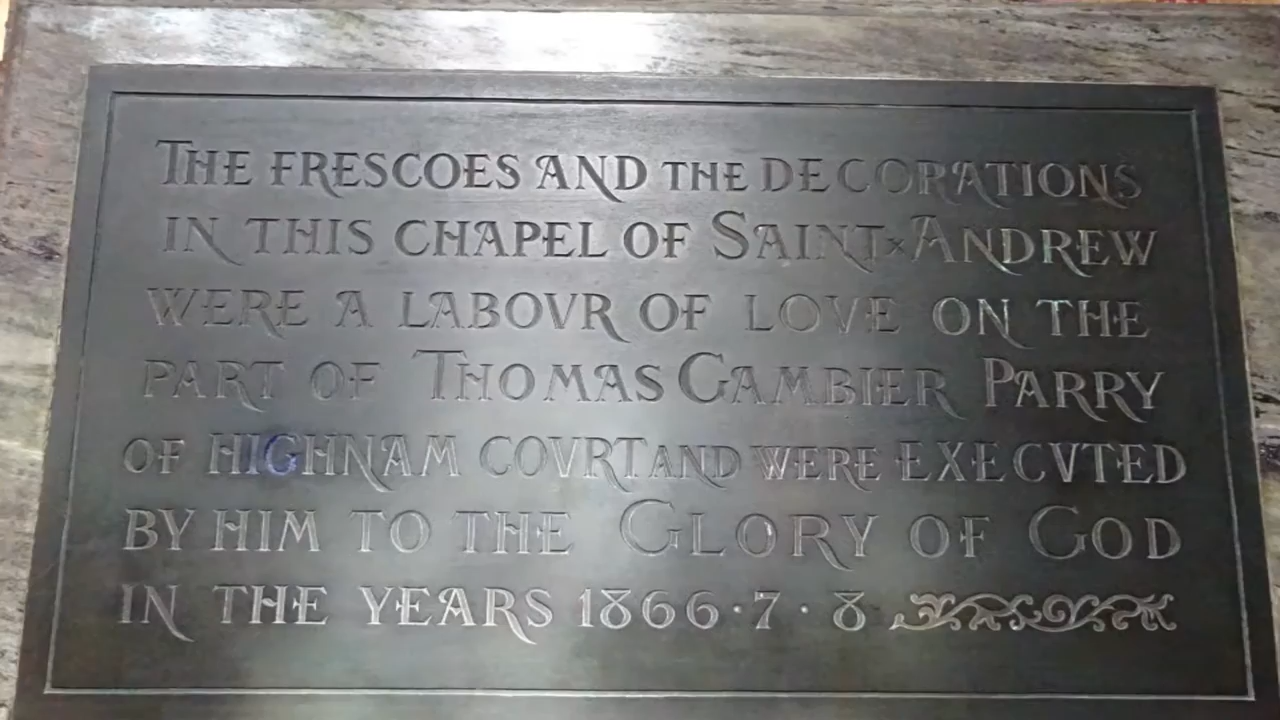 THE FRESCOES AND THE DECORATIONS
IN THIS CHAPEL OF SAINT × ANDREW
WERE A LABOVR OF LOVE ON THE
PART OF THOMAS GAMBIER PARRY
OF HIGHNAM COVRT AND WERE EXECVTED
BY HIM TO THE GLORY OF GOD
IN THE YEARS 1866·7·8